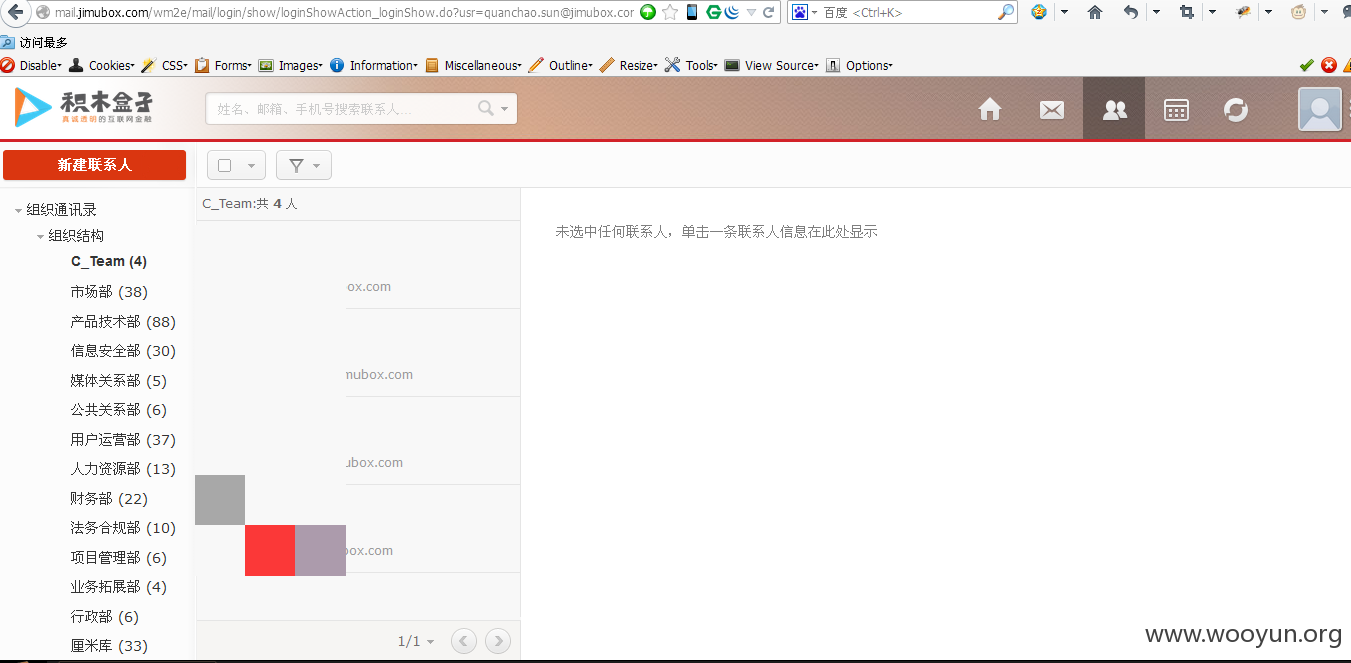 mail.jimubox.com/wm2e/mail/login/show/loginShowAction_loginShow.do?usr=quanchao.sun@jimubox.cor
百度 <Ctrl+K>
访问最多
Disable Cookies CSS Forms Images Information Miscellaneous Outline Resize Tools View Source Options
积木盒子
真诚透明的互联网金融
姓名、邮箱、手机号搜索联系人...
新建联系人
组织通讯录
组织结构
C_Team (4)
市场部 (38)
产品技术部 (88)
信息安全部 (30)
媒体关系部 (5)
公共关系部 (6)
用户运营部 (37)
人力资源部 (13)
财务部 (22)
法务合规部 (10)
项目管理部 (6)
业务拓展部 (4)
行政部 (6)
厘米库 (33)
C_Team:共 4 人
ox.com
mubox.com
ubox.com
box.com
1/1
未选中任何联系人，单击一条联系人信息在此处显示
www.wooyun.org